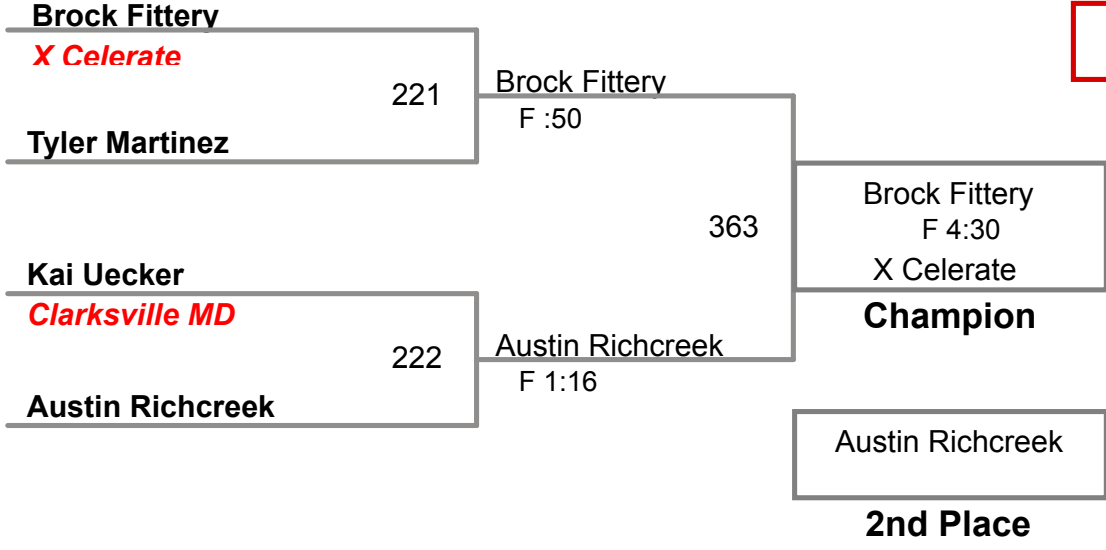 Brock Fittery
X Celerate
221
Brock Fittery
F :50
Tyler Martinez
363
Brock Fittery
F 4:30
X Celerate
Champion
Kai Uecker
Clarksville MD
222
Austin Richcreek
F 1:16
Austin Richcreek
Austin Richcreek
2nd Place